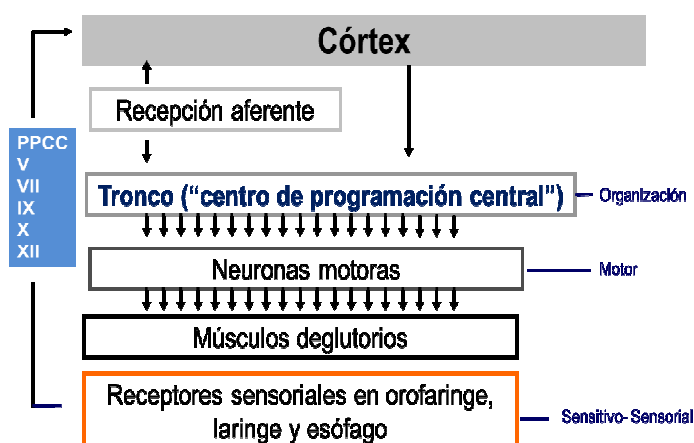 Córtex
Recepción aferente
PPCC
V
VII
IX
X
XII
Tronco (“centro de programación central”)
Organización
Neuronas motoras
Motor
Músculos deglutorios
Receptores sensoriales en orofaringe,
laringe y esófago
Sensitivo-Sensorial